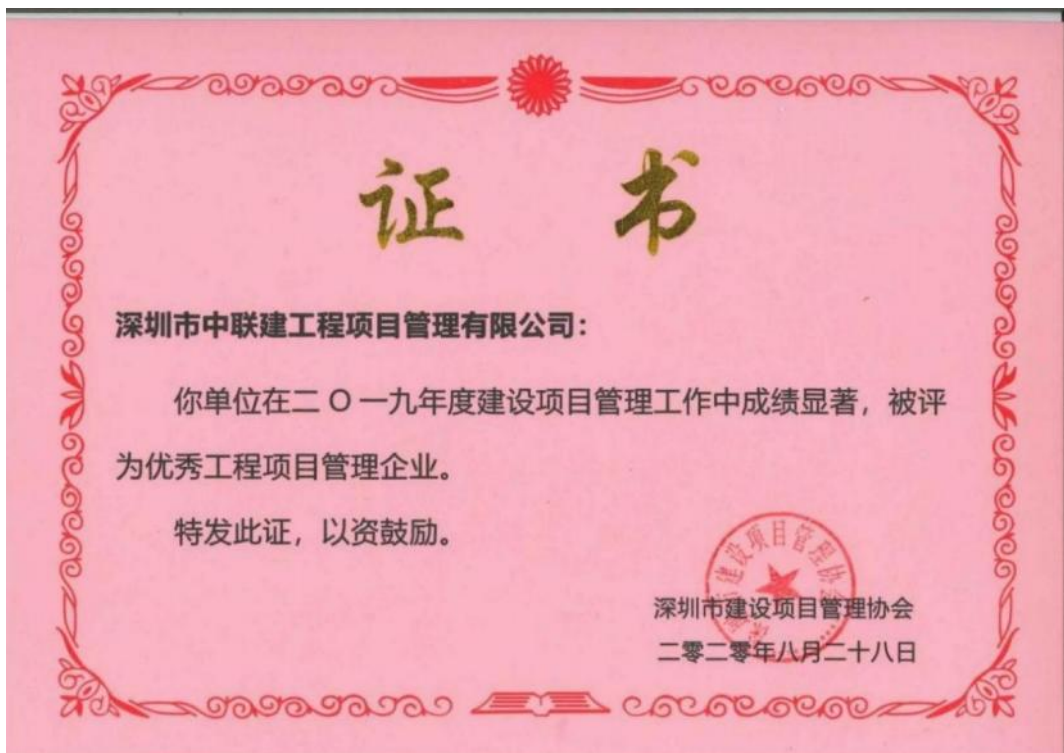 证 书
深圳市中联建工程项目管理有限公司：
你单位在二O一九年度建设项目管理工作中成绩显著，被评
为优秀工程项目管理企业。
特发此证，以资鼓励。
深圳市建设项目管理协会
二零二零年八月二十八日